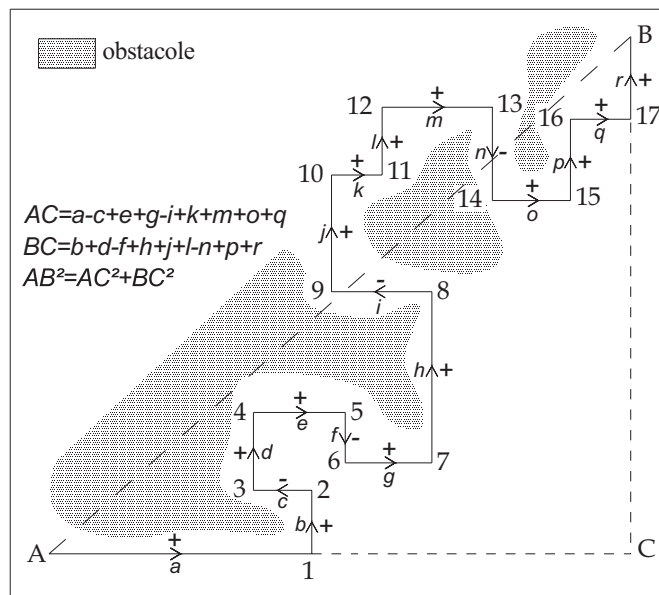 obstacole
B
r +
12 + m 13 16 + q 17
l + n - p +
10 + k 11
14 + o 15
AC=a-c+e+g-i+k+m+o+q
BC=b+d-f+h+j+l-n+p+r
AB²=AC²+BC²
j +
9 - i 8
h +
4 + e 5
+ d f -
6 + g 7
3 - c 2
b +
A + a 1 C